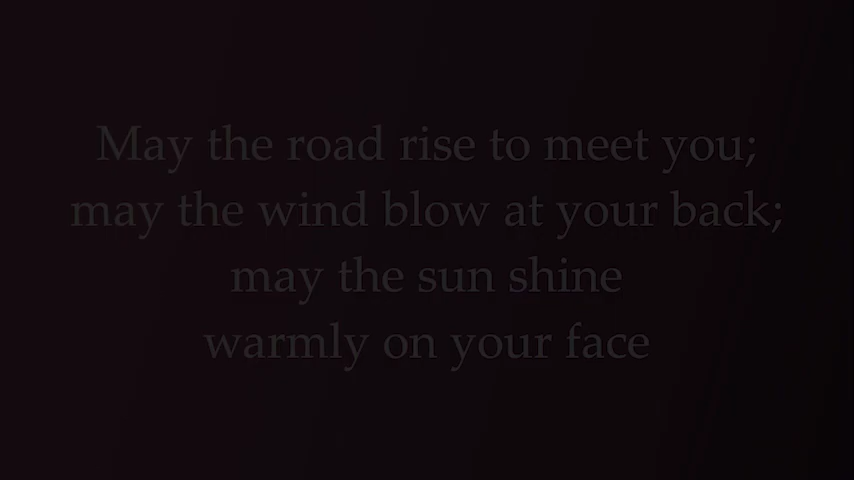 May the road rise to meet you;
may the wind blow at your back;
may the sun shine
warmly on your face